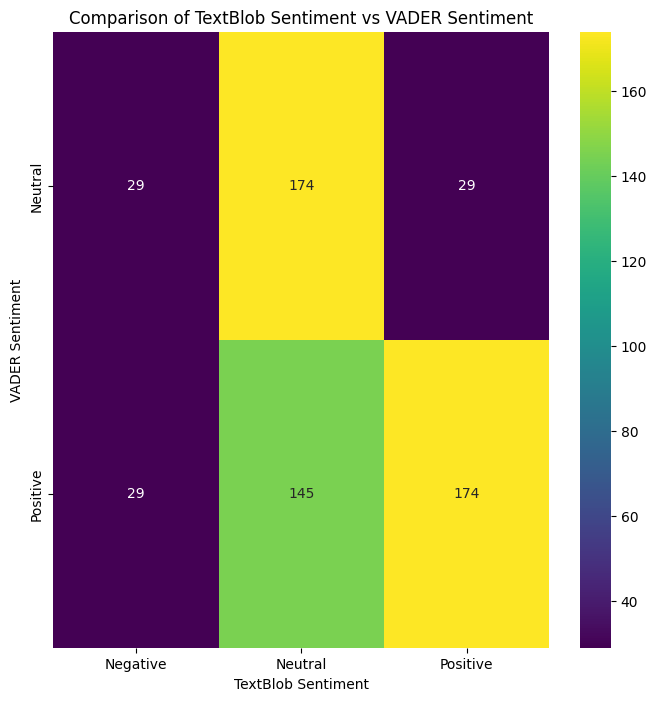 Comparison of TextBlob Sentiment vs VADER Sentiment
VADER Sentiment
Neutral
29 174 29
Positive
29 145 174
Negative Neutral Positive
TextBlob Sentiment
160
140
120
100
80
60
40